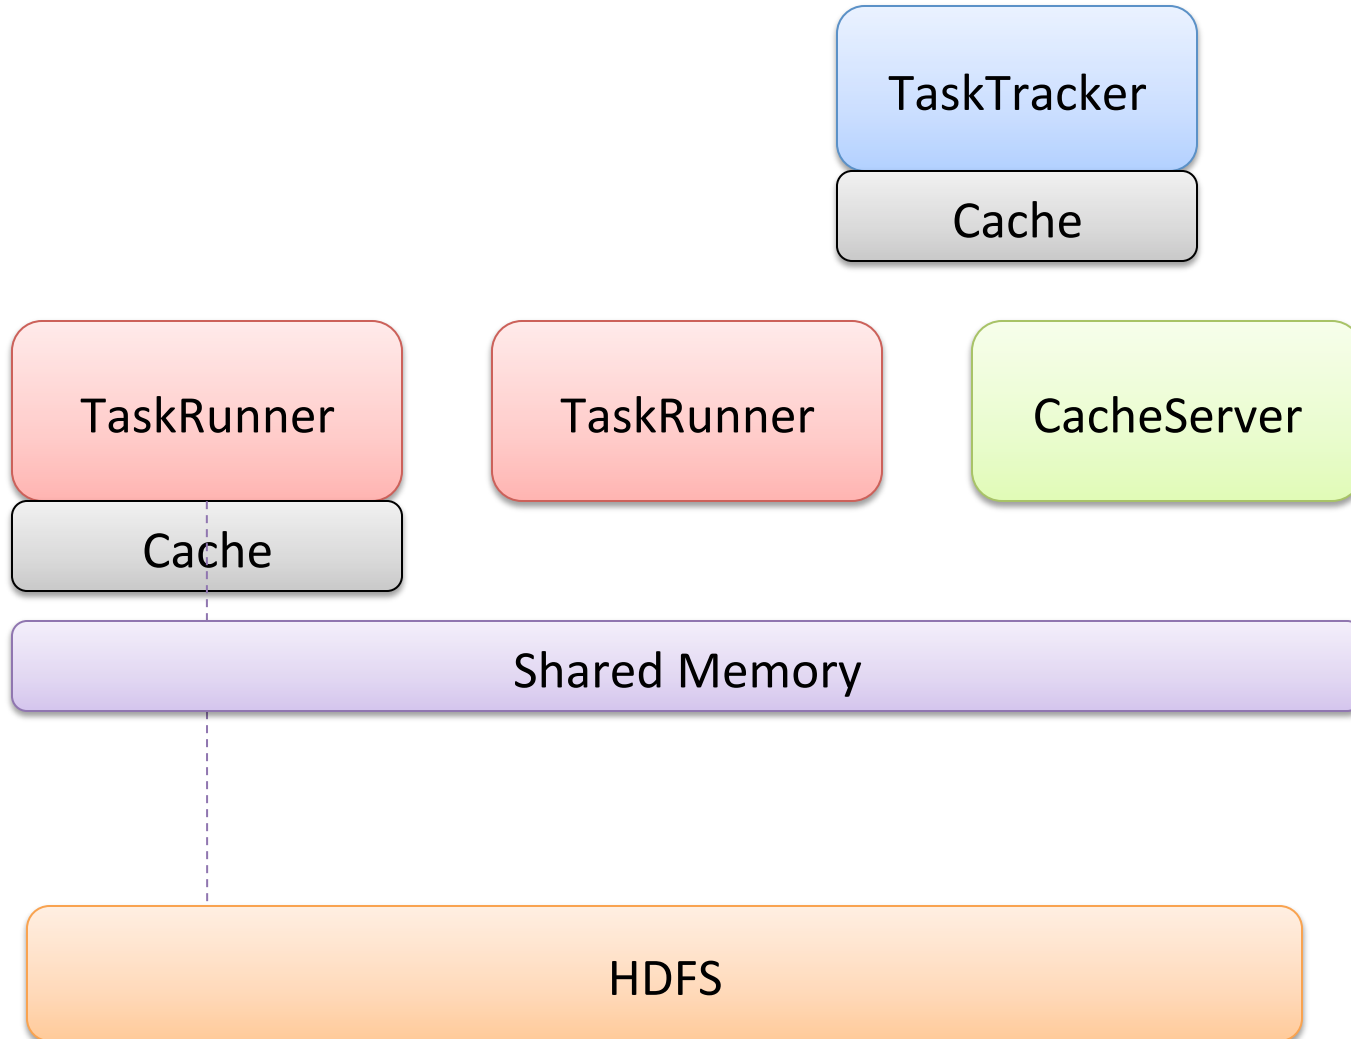 TaskTracker
Cache
TaskRunner
TaskRunner
CacheServer
Cache
Shared Memory
HDFS